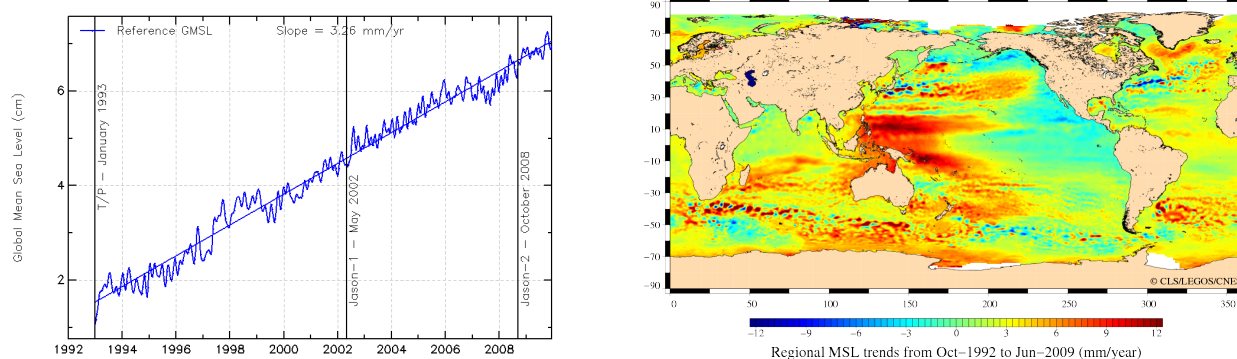 Reference GMSL
Slope = 3.26 mm/yr
Global Mean Sea Level (cm)
6
4
2
T/P - January 1993
Jason-1 - May 2002
Jason-2 - October 2008
1992 1994 1996 1998 2000 2002 2004 2006 2008
90
70
50
30
10
-10
-30
-50
-70
-90
© CLS/LEGOS/CNE
0 50 100 150 200 250 300 350
-12 -9 -6 -3 0 3 6 9 12
Regional MSL trends from Oct-1992 to Jun-2009 (mm/year)